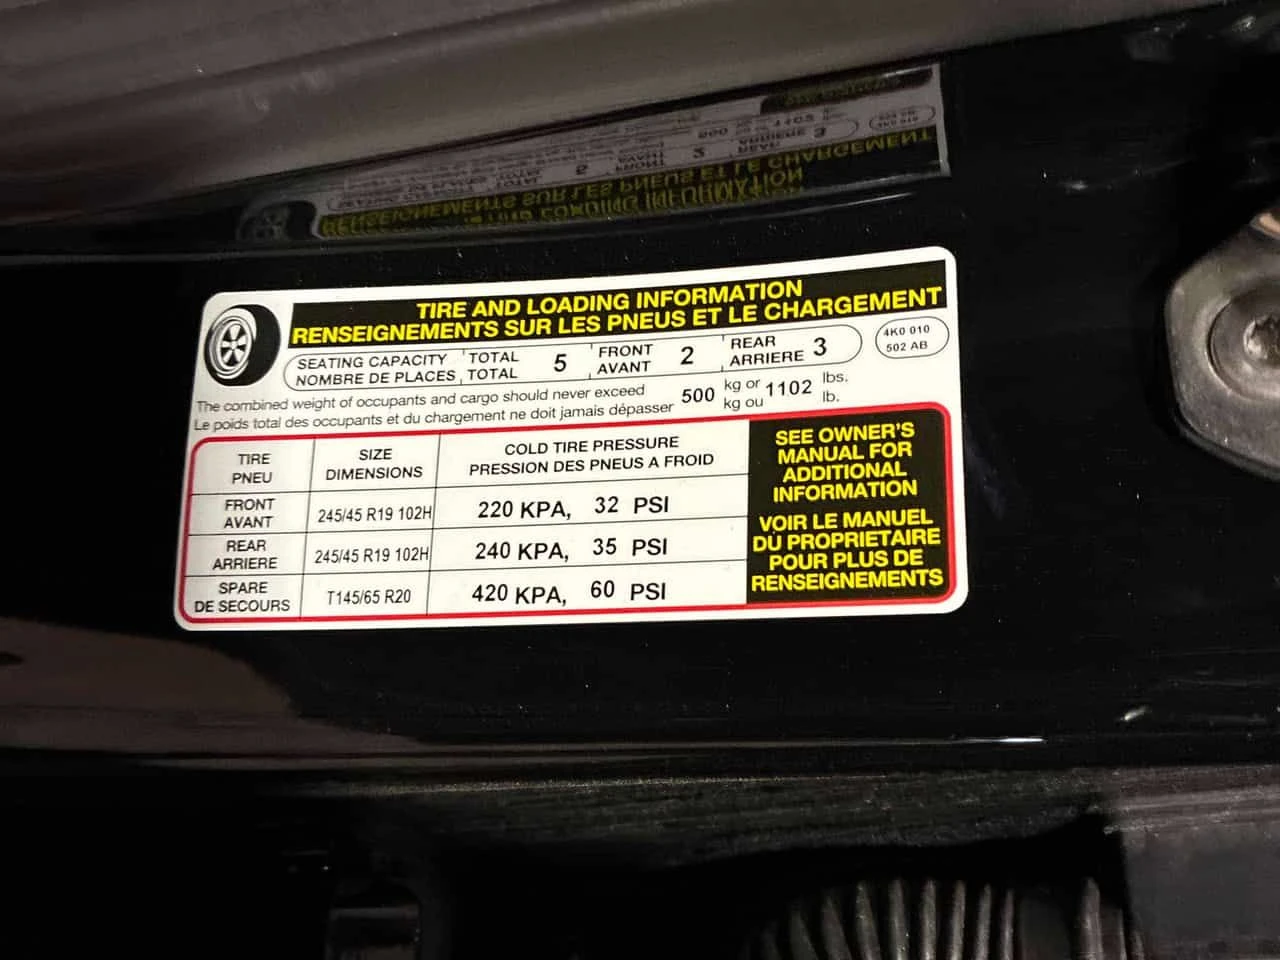 TIRE AND LOADING INFORMATION
RENSEIGNEMENTS SUR LES PNEUS ET LE CHARGEMENT
SEATING CAPACITY TOTAL 5 FRONT 2 REAR 3
NOMBRE DE PLACES TOTAL AVANT ARRIERE
4K0 010
502 AB
The combined weight of occupants and cargo should never exceed 500 kg or 1102 lbs.
Le poids total des occupants et du chargement ne doit jamais dépasser kg ou lb.
TIRE SIZE COLD TIRE PRESSURE
PNEU DIMENSIONS PRESSION DES PNEUS A FROID
FRONT
AVANT 245/45 R19 102H 220 KPA, 32 PSI
REAR
ARRIERE 245/45 R19 102H 240 KPA, 35 PSI
SPARE
DE SECOURS T145/65 R20 420 KPA, 60 PSI
SEE OWNER'S
MANUAL FOR
ADDITIONAL
INFORMATION
VOIR LE MANUEL
DU PROPRIETAIRE
POUR PLUS DE
RENSEIGNEMENTS